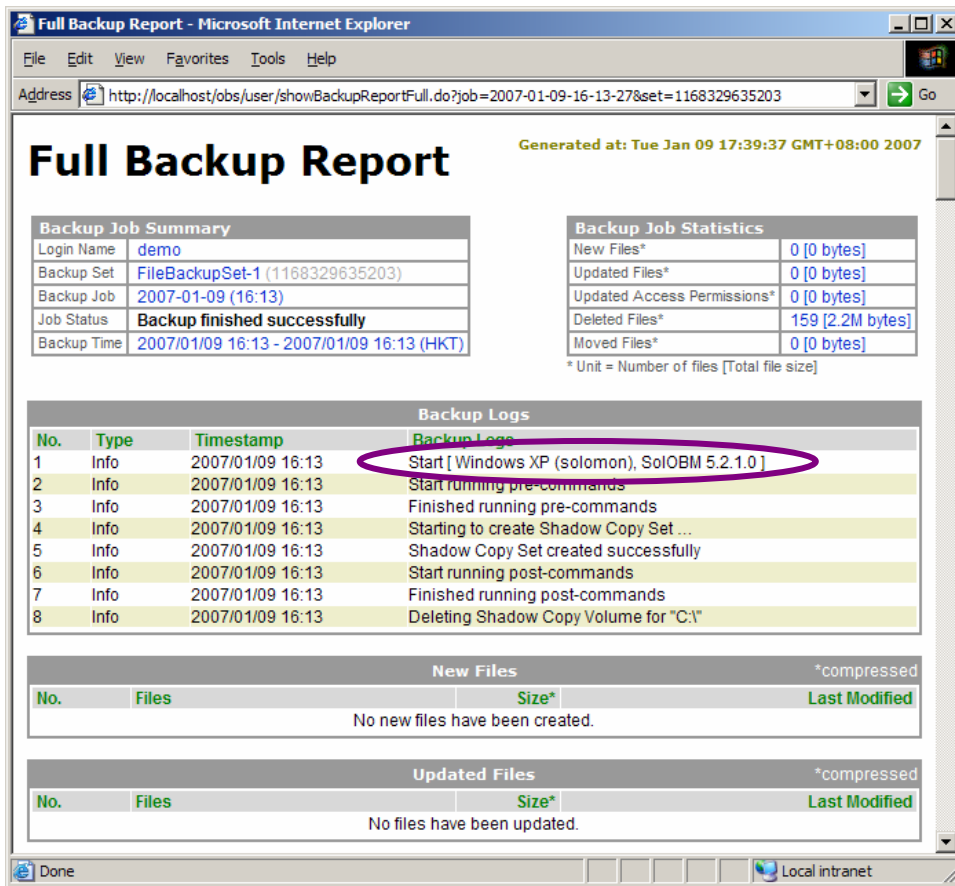 Full Backup Report - Microsoft Internet Explorer
File Edit View Favorites Tools Help
Address http://localhost/obs/user/showBackupReportFull.do?job=2007-01-09-16-13-27&set=1168329635203 Go
Full Backup Report
Generated at: Tue Jan 09 17:39:37 GMT+08:00 2007
Backup Job Summary
Login Name demo
Backup Set FileBackupSet-1 (1168329635203)
Backup Job 2007-01-09 (16:13)
Job Status Backup finished successfully
Backup Time 2007/01/09 16:13 - 2007/01/09 16:13 (HKT)
Backup Job Statistics
New Files* 0 [0 bytes]
Updated Files* 0 [0 bytes]
Updated Access Permissions* 0 [0 bytes]
Deleted Files* 159 [2.2M bytes]
Moved Files* 0 [0 bytes]
* Unit = Number of files [Total file size]
Backup Logs
No. Type Timestamp Backup Logs
1 Info 2007/01/09 16:13 Start [ Windows XP (solomon), SolOBM 5.2.1.0 ]
2 Info 2007/01/09 16:13 Start running pre-commands
3 Info 2007/01/09 16:13 Finished running pre-commands
4 Info 2007/01/09 16:13 Starting to create Shadow Copy Set ...
5 Info 2007/01/09 16:13 Shadow Copy Set created successfully
6 Info 2007/01/09 16:13 Start running post-commands
7 Info 2007/01/09 16:13 Finished running post-commands
8 Info 2007/01/09 16:13 Deleting Shadow Copy Volume for "C:\"
New Files *compressed
No. Files Size* Last Modified
No new files have been created.
Updated Files *compressed
No. Files Size* Last Modified
No files have been updated.
Done Local intranet